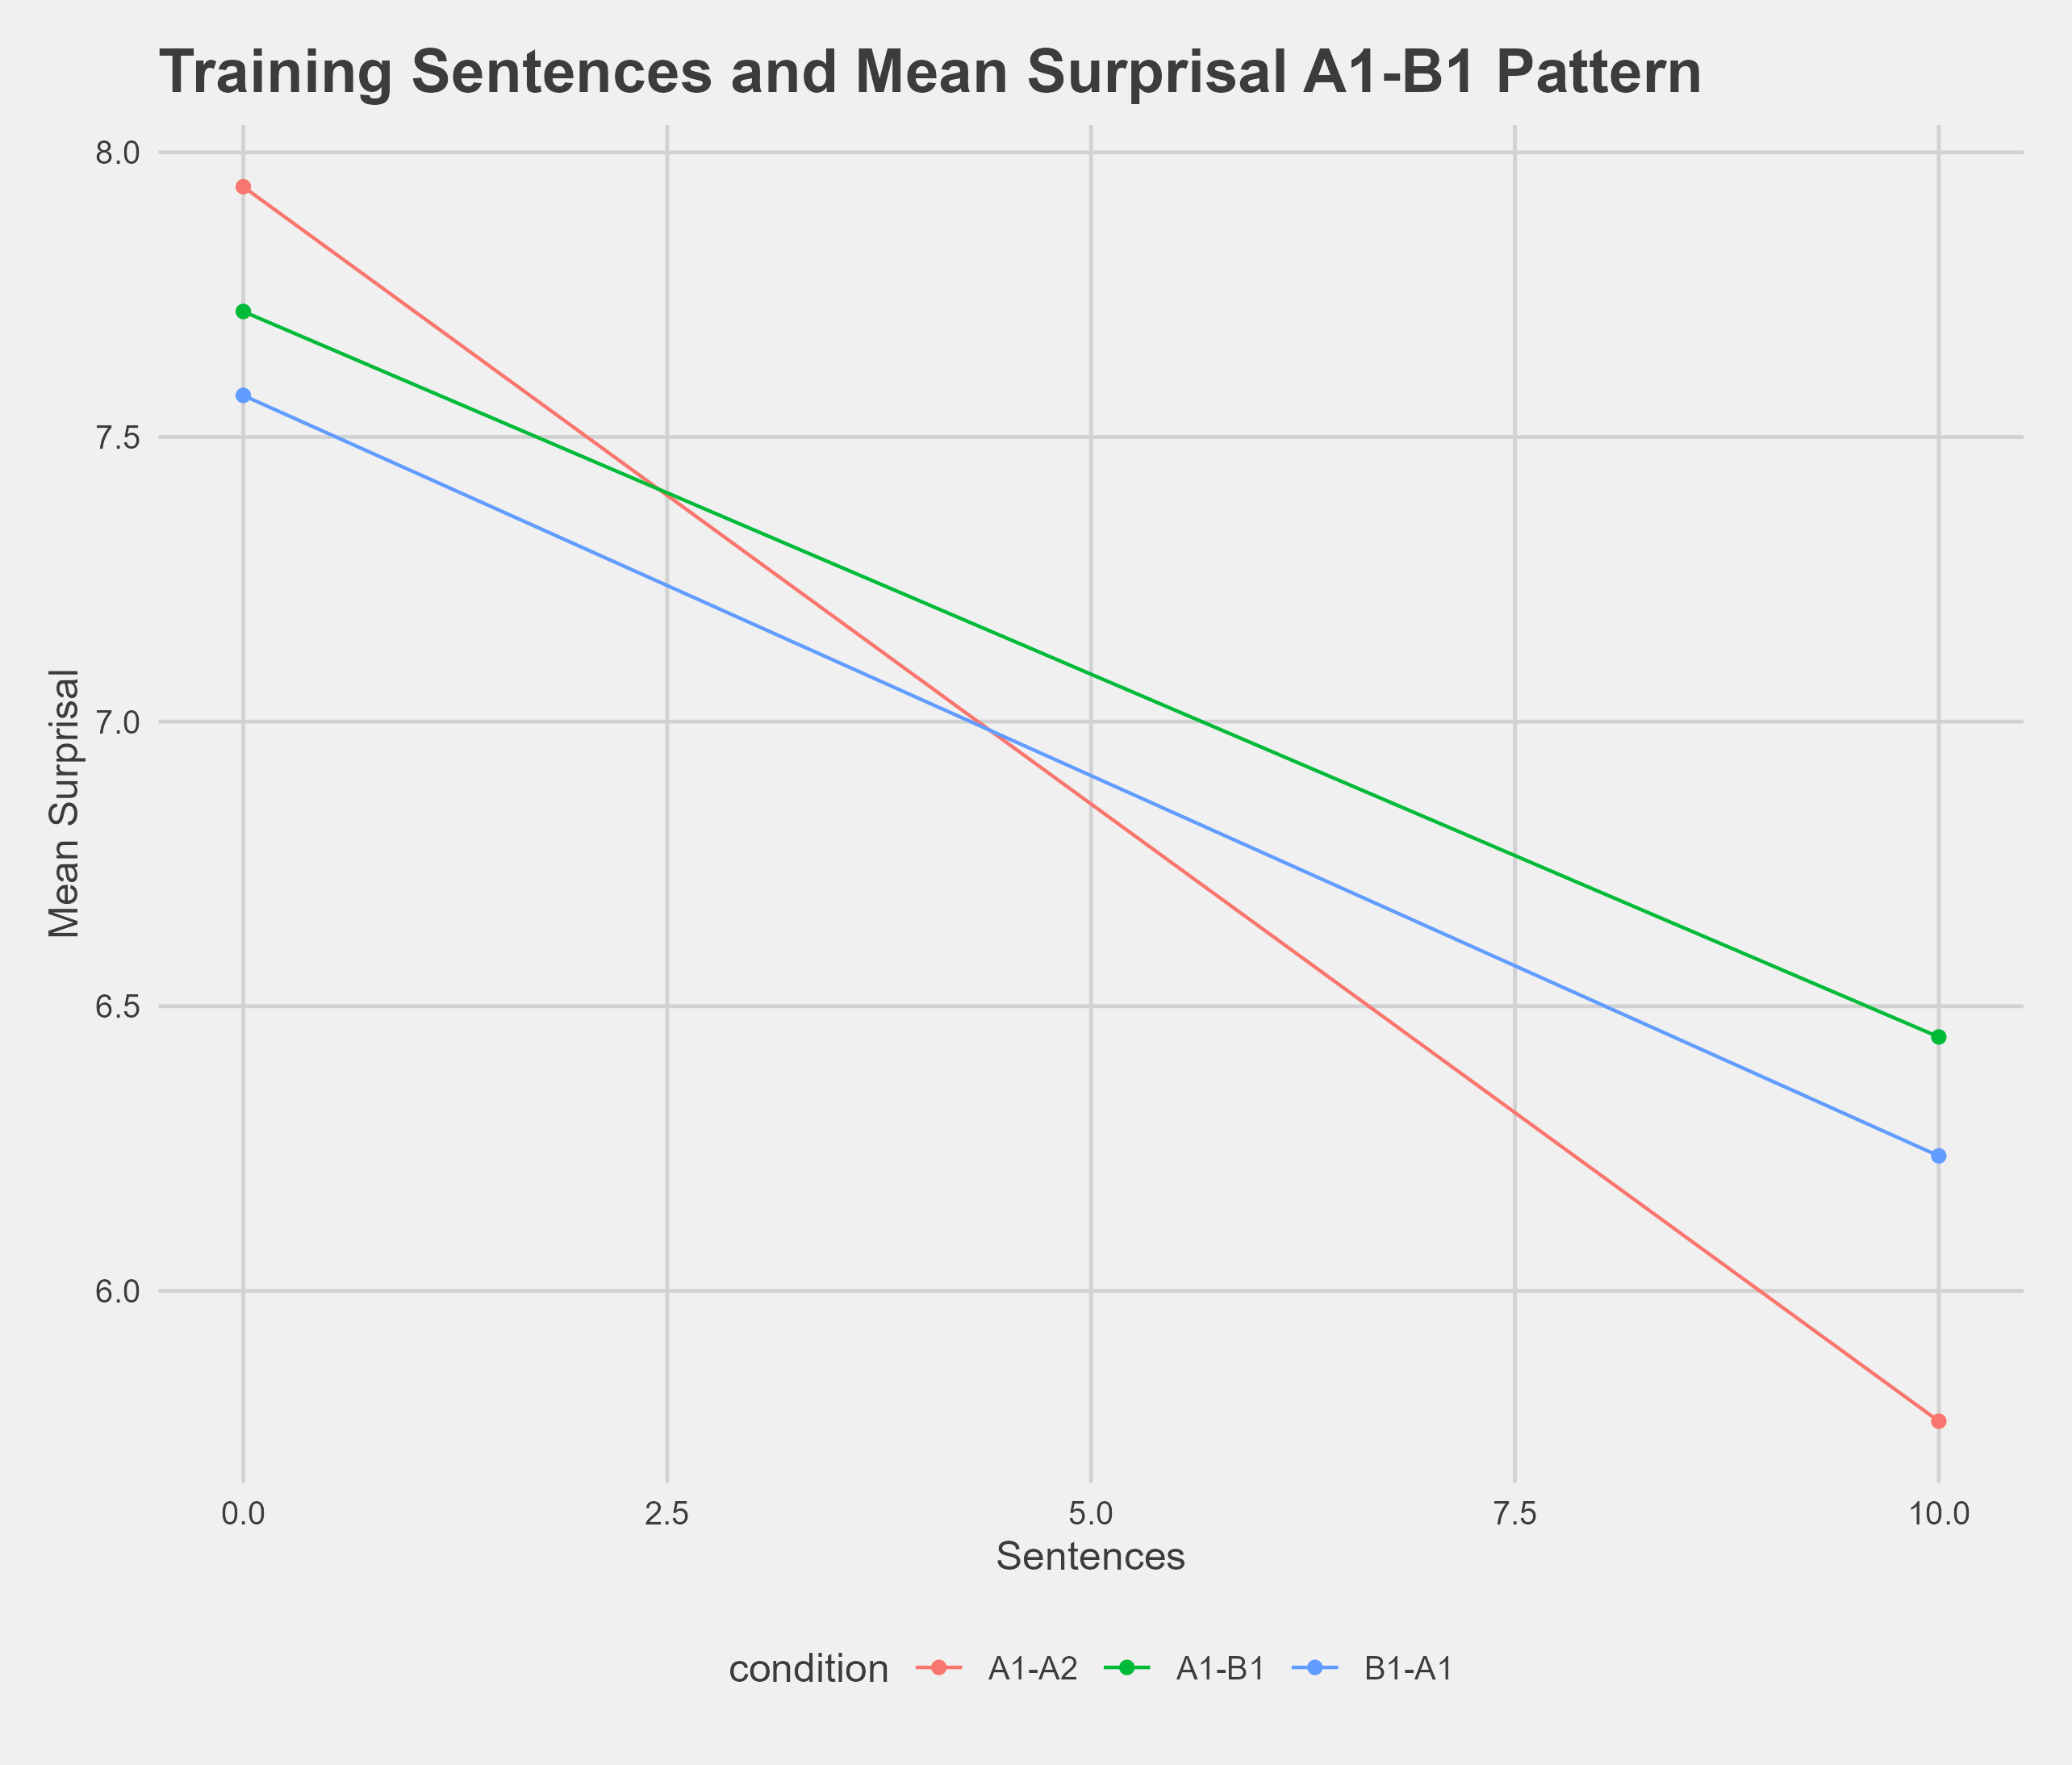 Training Sentences and Mean Surprisal A1-B1 Pattern
8.0
7.5
7.0
6.5
6.0
Mean Surprisal
0.0 2.5 5.0 7.5 10.0
Sentences
condition A1-A2 A1-B1 B1-A1